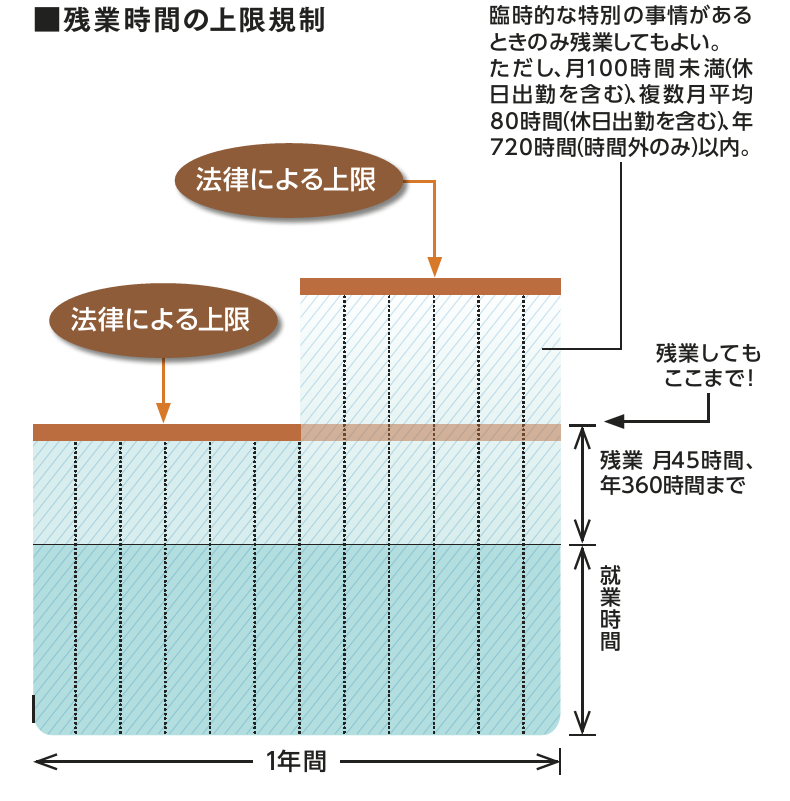 ■残業時間の上限規制
臨時的な特別の事情がある
ときのみ残業してもよい。
ただし、月100時間未満(休
日出勤を含む)、複数月平均
80時間(休日出勤を含む)、年
720時間(時間外のみ)以内。
法律による上限
法律による上限
残業しても
ここまで!
残業 月45時間、
年360時間まで
就業時間
1年間